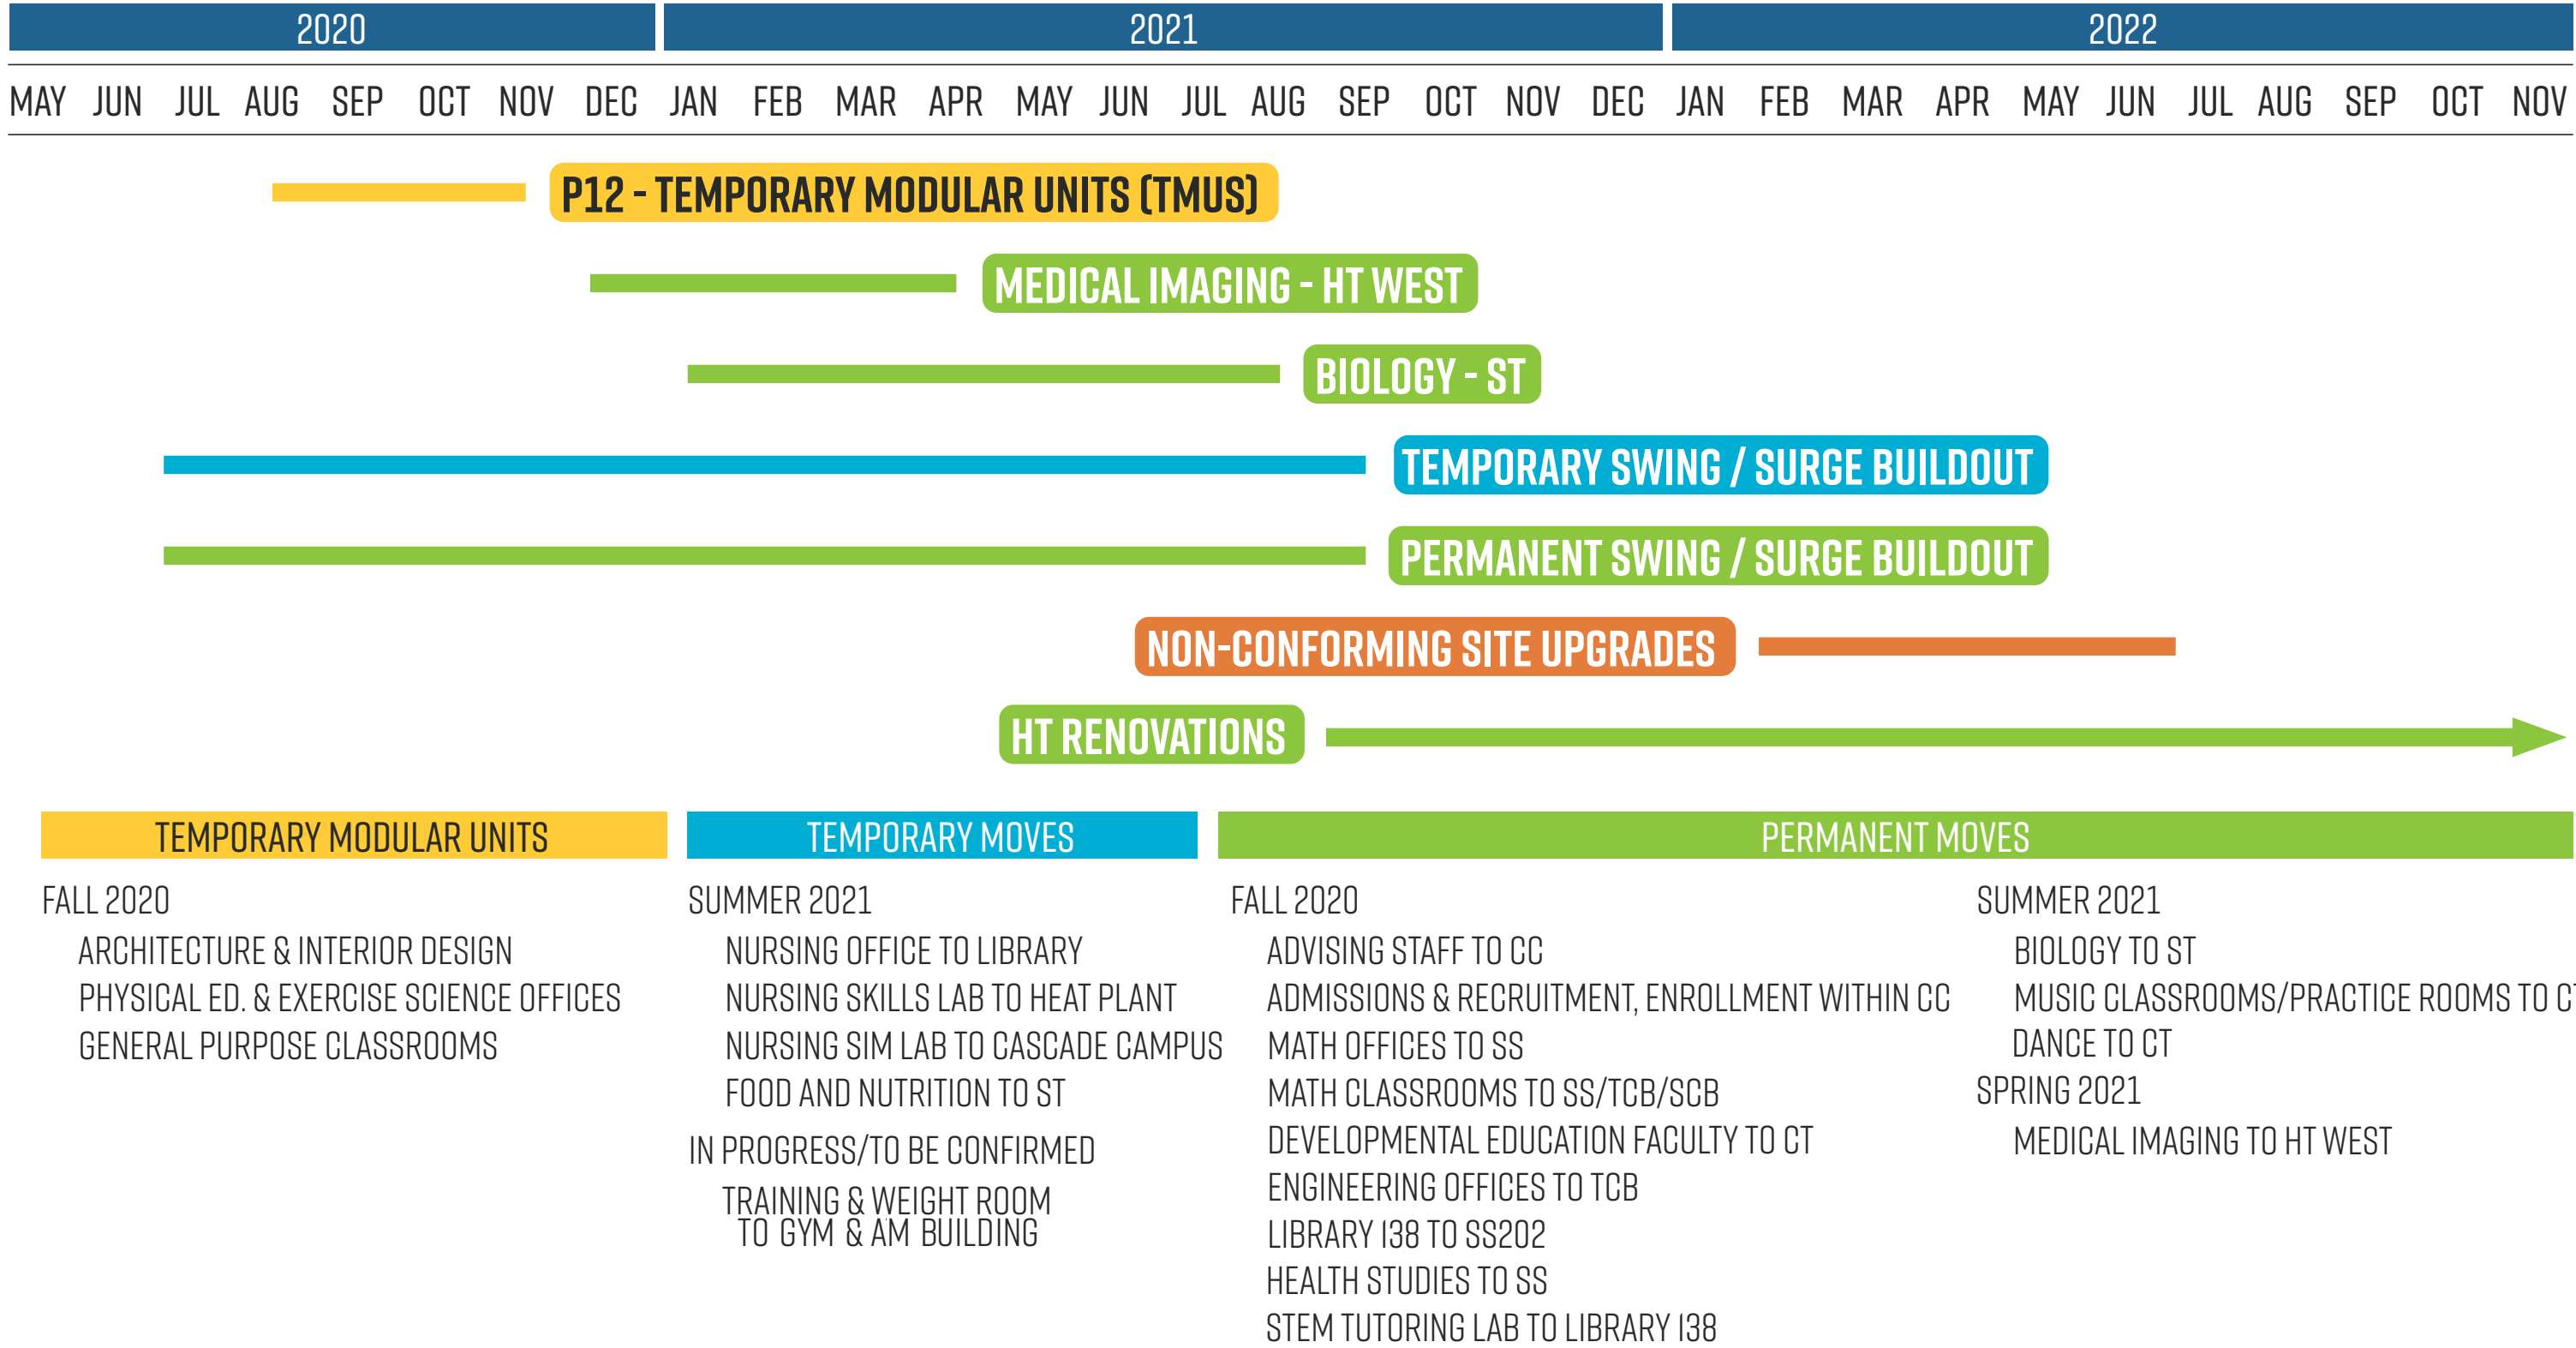 2020 2021 2022
MAY JUN JUL AUG SEP OCT NOV DEC JAN FEB MAR APR MAY JUN JUL AUG SEP OCT NOV DEC JAN FEB MAR APR MAY JUN JUL AUG SEP OCT NOV
P12 - TEMPORARY MODULAR UNITS (TMUS)
MEDICAL IMAGING - HT WEST
BIOLOGY - ST
TEMPORARY SWING / SURGE BUILDOUT
PERMANENT SWING / SURGE BUILDOUT
NON-CONFORMING SITE UPGRADES
HT RENOVATIONS
TEMPORARY MODULAR UNITS
FALL 2020
ARCHITECTURE & INTERIOR DESIGN
PHYSICAL ED. & EXERCISE SCIENCE OFFICES
GENERAL PURPOSE CLASSROOMS
TEMPORARY MOVES
SUMMER 2021
NURSING OFFICE TO LIBRARY
NURSING SKILLS LAB TO HEAT PLANT
NURSING SIM LAB TO CASCADE CAMPUS
FOOD AND NUTRITION TO ST
IN PROGRESS/TO BE CONFIRMED
TRAINING & WEIGHT ROOM
TO GYM & AM BUILDING
PERMANENT MOVES
FALL 2020
ADVISING STAFF TO CC
ADMISSIONS & RECRUITMENT, ENROLLMENT WITHIN CC
MATH OFFICES TO SS
MATH CLASSROOMS TO SS/TCB/SCB
DEVELOPMENTAL EDUCATION FACULTY TO CT
ENGINEERING OFFICES TO TCB
LIBRARY 138 TO SS202
HEALTH STUDIES TO SS
STEM TUTORING LAB TO LIBRARY 138
SUMMER 2021
BIOLOGY TO ST
MUSIC CLASSROOMS/PRACTICE ROOMS TO CT
DANCE TO CT
SPRING 2021
MEDICAL IMAGING TO HT WEST